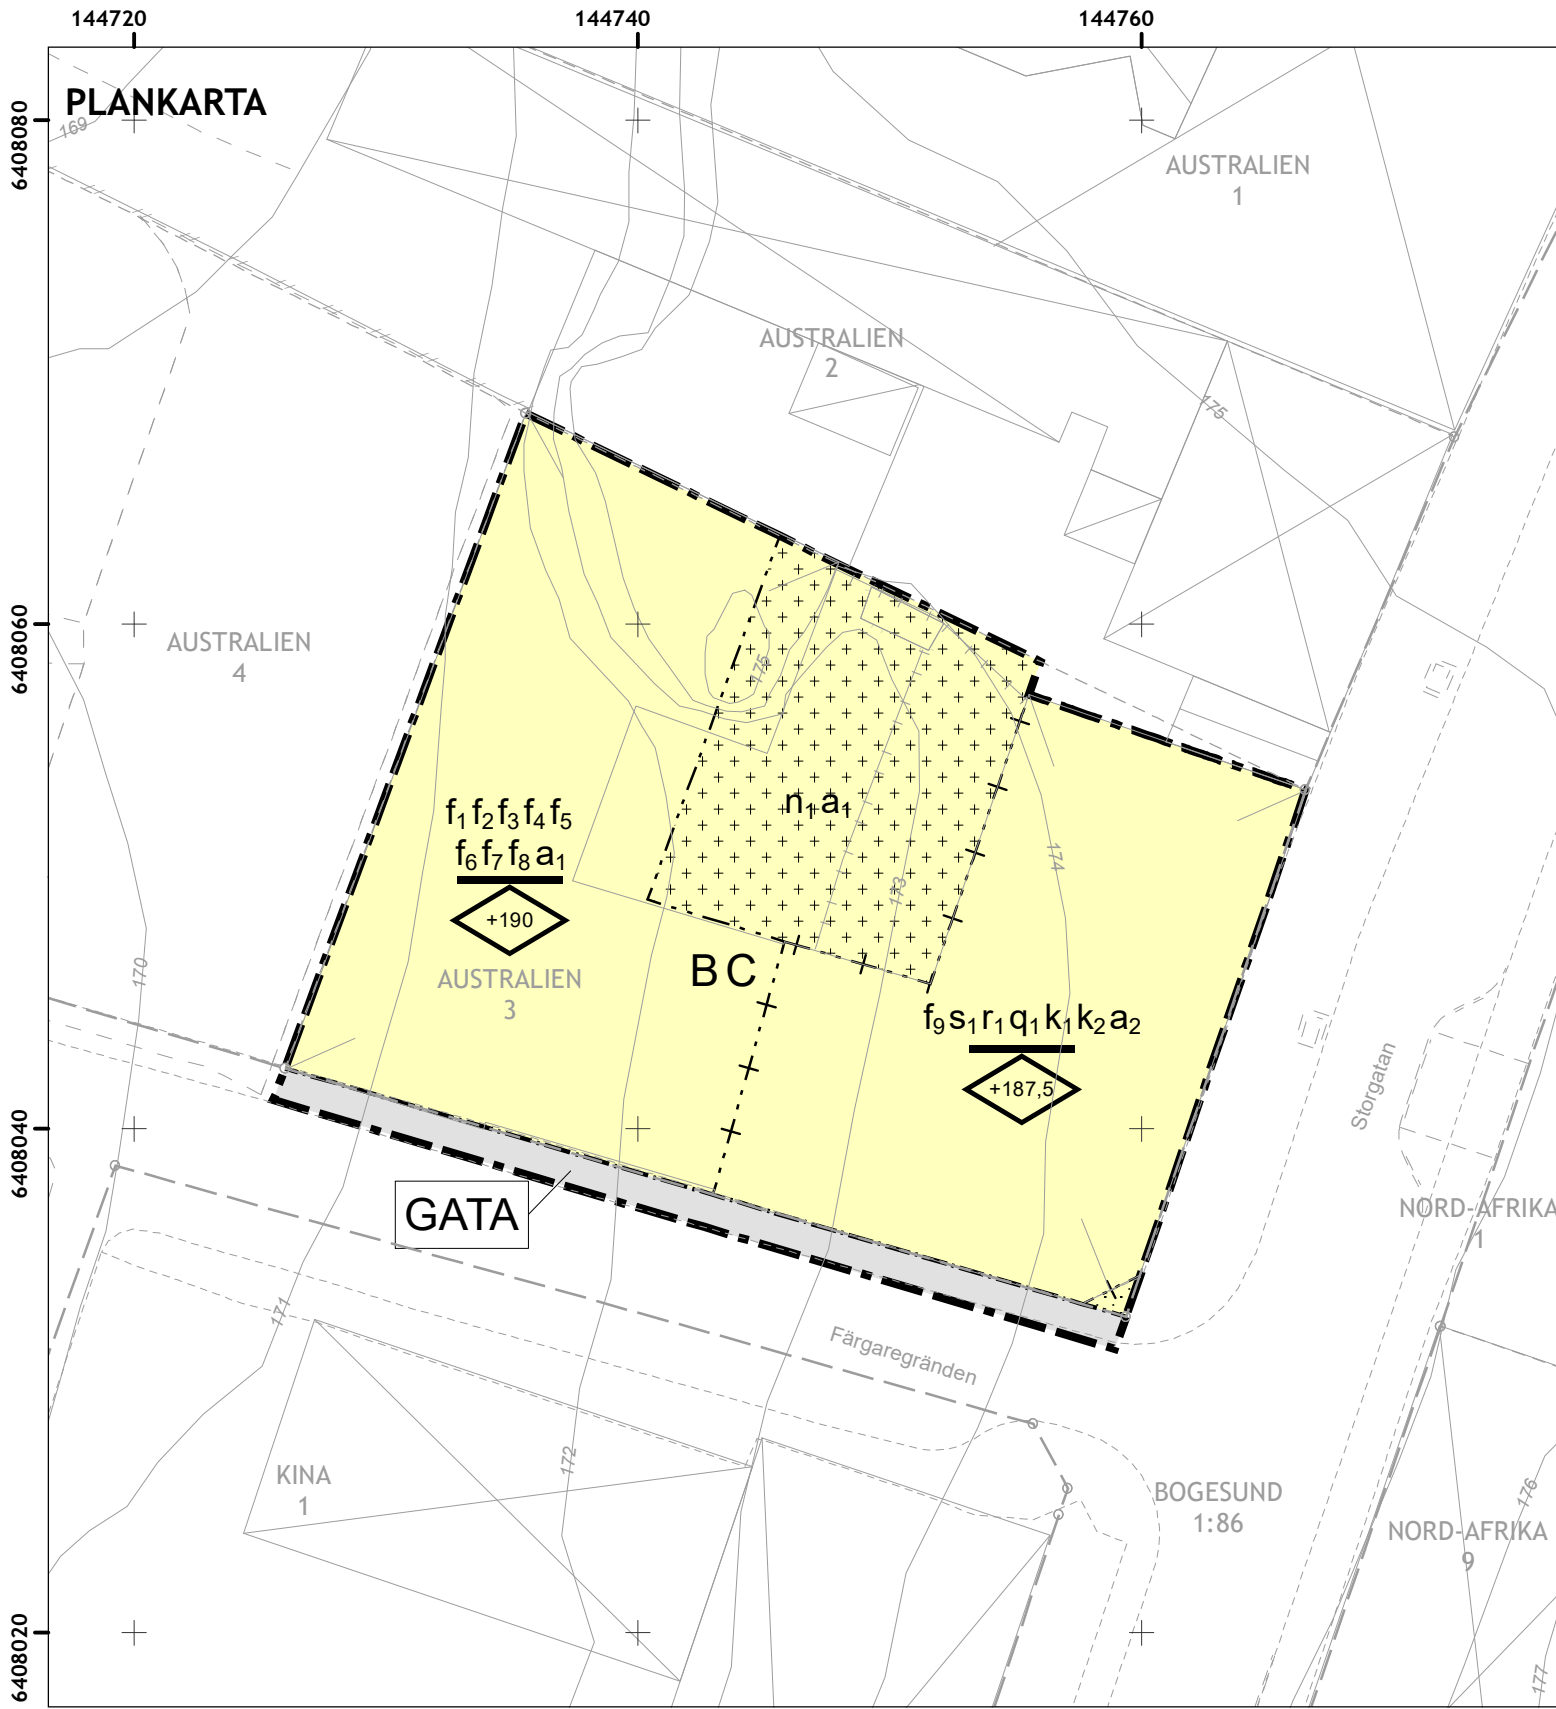 144720 144740 144760
PLANKARTA
6408080
169
AUSTRALIEN
1
AUSTRALIEN
2
175
6408060
AUSTRALIEN
4
175
n₁a₁
f₁f₂f₃f₄f₅
f₆f₇f₈a₁
+190
174
173
170
BC
AUSTRALIEN
3
f₉s₁r₁q₁k₁k₂a₂
+187,5
Storgatan
6408040
GATA
NORD-AFRIKA
1
171
Färgaregränden
172
KINA
1
BOGESUND
1:86
176
NORD-AFRIKA
9
6408020
177